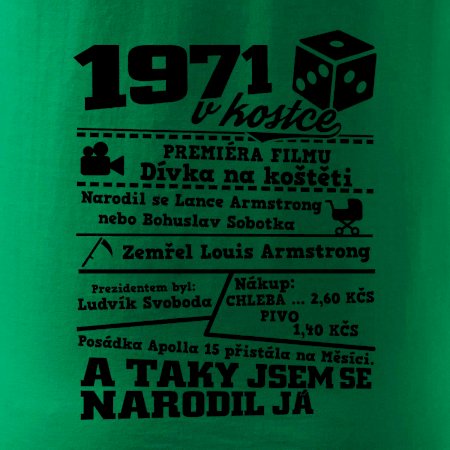 1971
v kostce
PREMIÉRA FILMU
Dívka na koštěti
Narodil se Lance Armstrong
nebo Bohuslav Sobotka
Zemřel Louis Armstrong
Prezidentem byl:
Ludvík Svoboda
Nákup:
CHLEBA ... 2,60 KČS
PIVO
1,40 KČS
Posádka Apolla 15 přistála na Měsíci.
A TAKY JSEM SE
NARODIL JÁ